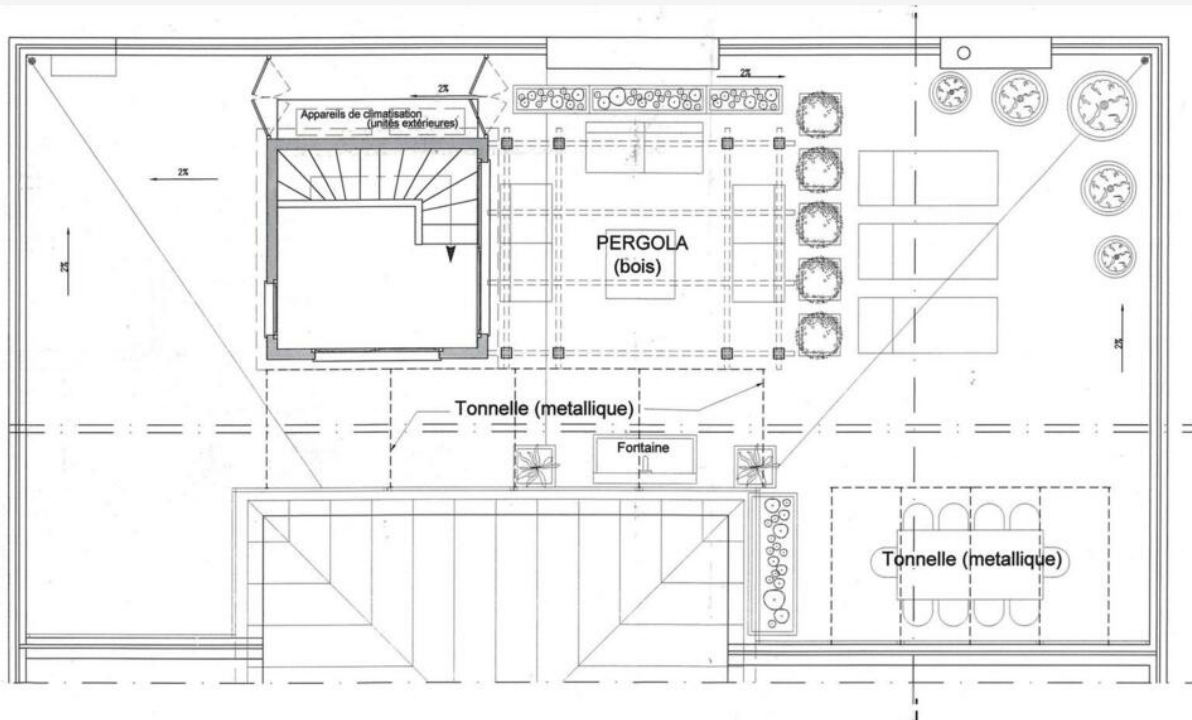 2%
2%
Appareils de climatisation
(unités extérieures)
2%
2%
PERGOLA
(bois)
2%
Tonnelle (metallique)
Fontaine
Tonnelle (metallique)